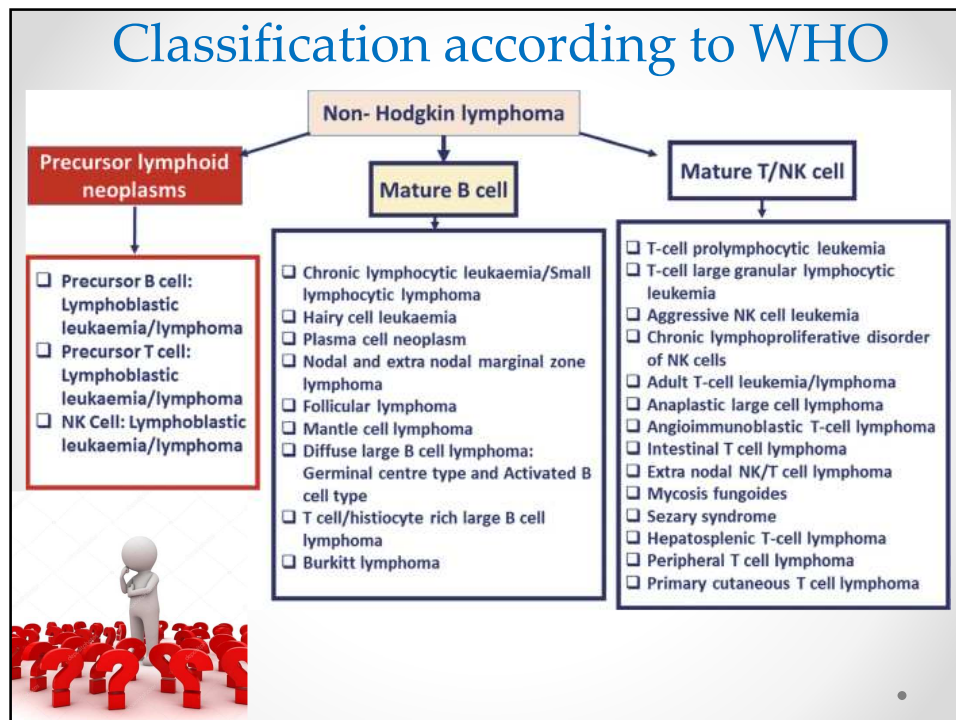 Classification according to WHO
Non- Hodgkin lymphoma
Precursor lymphoid
neoplasms
Mature B cell
Mature T/NK cell
Precursor B cell:
Lymphoblastic
leukaemia/lymphoma
Precursor T cell:
Lymphoblastic
leukaemia/lymphoma
NK Cell: Lymphoblastic
leukaemia/lymphoma
Chronic lymphocytic leukaemia/Small
lymphocytic lymphoma
Hairy cell leukaemia
Plasma cell neoplasm
Nodal and extra nodal marginal zone
lymphoma
Follicular lymphoma
Mantle cell lymphoma
Diffuse large B cell lymphoma:
Germinal centre type and Activated B
cell type
T cell/histiocyte rich large B cell
lymphoma
Burkitt lymphoma
T-cell prolymphocytic leukemia
T-cell large granular lymphocytic
leukemia
Aggressive NK cell leukemia
Chronic lymphoproliferative disorder
of NK cells
Adult T-cell leukemia/lymphoma
Anaplastic large cell lymphoma
Angioimmunoblastic T-cell lymphoma
Intestinal T cell lymphoma
Extra nodal NK/T cell lymphoma
Mycosis fungoides
Sezary syndrome
Hepatosplenic T-cell lymphoma
Peripheral T cell lymphoma
Primary cutaneous T cell lymphoma